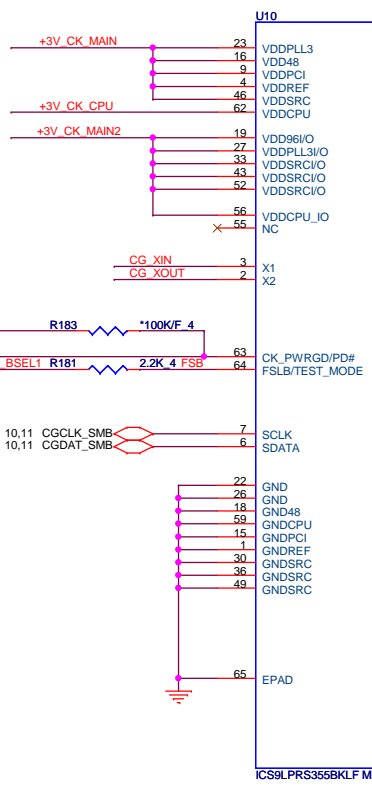 U10
+3V_CK_MAIN 23 VDDPLL3
16 VDD48
9 VDDPCI
4 VDDREF
46 VDDSRC
+3V_CK_CPU 62 VDDCPU
+3V_CK_MAIN2 19 VDD96I/O
27 VDDPLL3I/O
33 VDDSRCI/O
43 VDDSRCI/O
52 VDDSRCI/O
56 VDDCPU_IO
55 NC
CG_XIN 3 X1
CG_XOUT 2 X2
R183 *100K/F_4
63 CK_PWRGD/PD#
_BSEL1 R181 2.2K_4 FSB 64 FSLB/TEST_MODE
10,11 CGCLK_SMB 7 SCLK
10,11 CGDAT_SMB 6 SDATA
22 GND
26 GND
18 GND48
59 GNDCPU
15 GNDPCI
1 GNDREF
30 GNDSRC
36 GNDSRC
49 GNDSRC
65 EPAD
ICS9LPRS355BKLF M